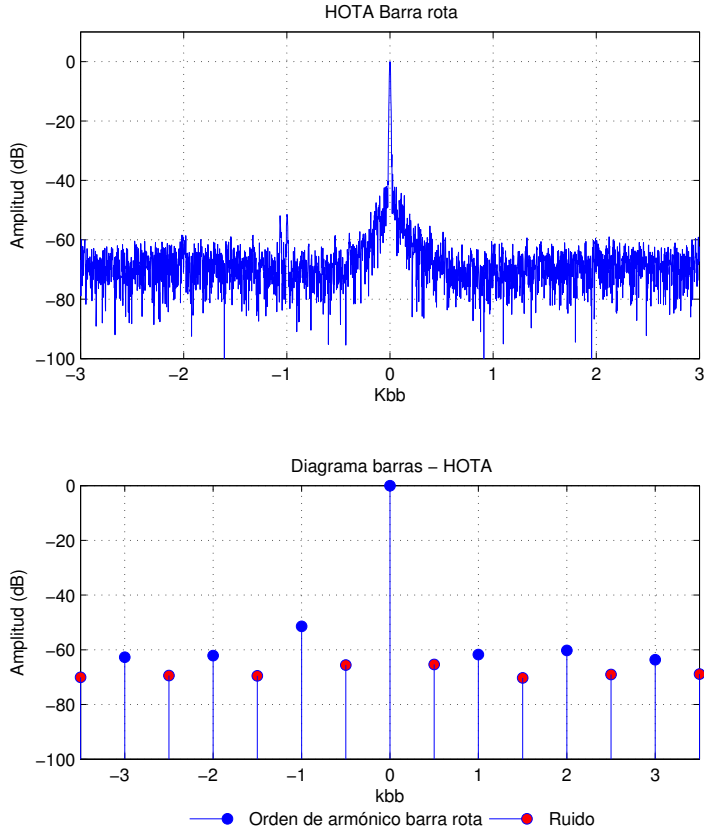 HOTA Barra rota
Amplitud (dB)
0
−20
−40
−60
−80
−100
−3 −2 −1 0 1 2 3
Kbb
Diagrama barras − HOTA
Amplitud (dB)
0
−20
−40
−60
−80
−100
−3 −2 −1 0 1 2 3
kbb
Orden de armónico barra rota Ruido